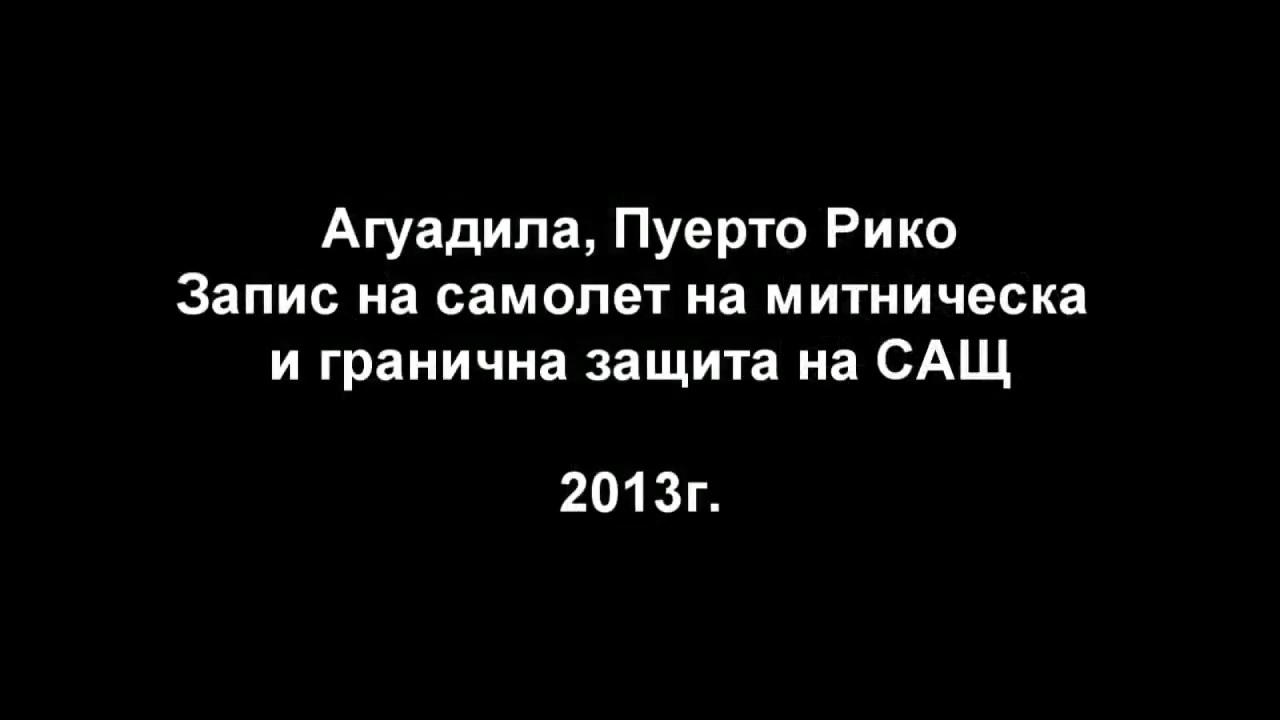 Агуадила, Пуерто Рико
Запис на самолет на митническа
и гранична защита на САЩ
2013г.